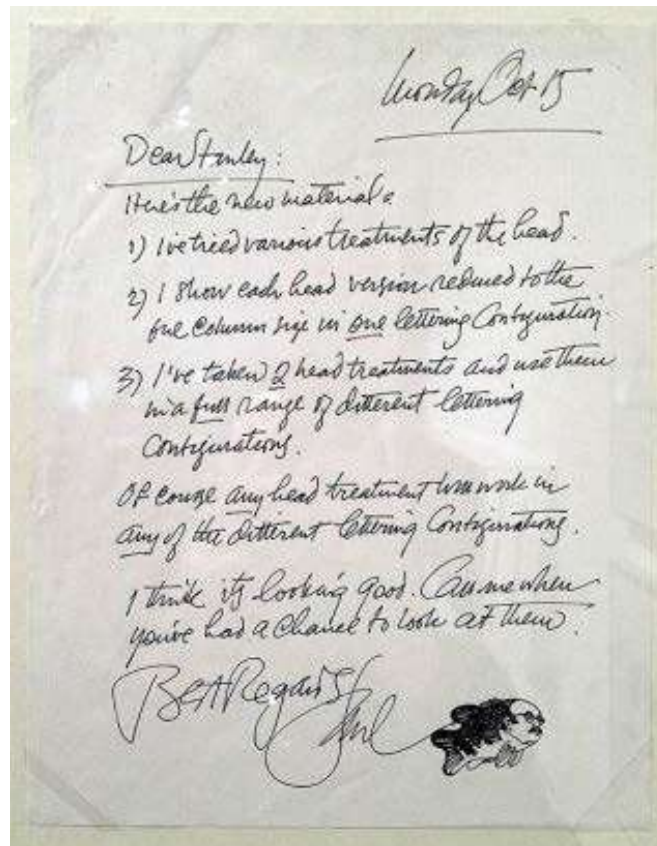 Monday Oct 15
Dear Stanley:
Here's the new material:
1) I've tried various treatments of the head.
2) I show each head version reduced to the
one column size in one lettering configuration.
3) I've taken 2 head treatments and use them
in a full range of different lettering
configurations.
Of course any head treatment can work in
any of the different lettering configurations.
I think it's looking good. Call me when
you've had a chance to look at them.
Best Regards,